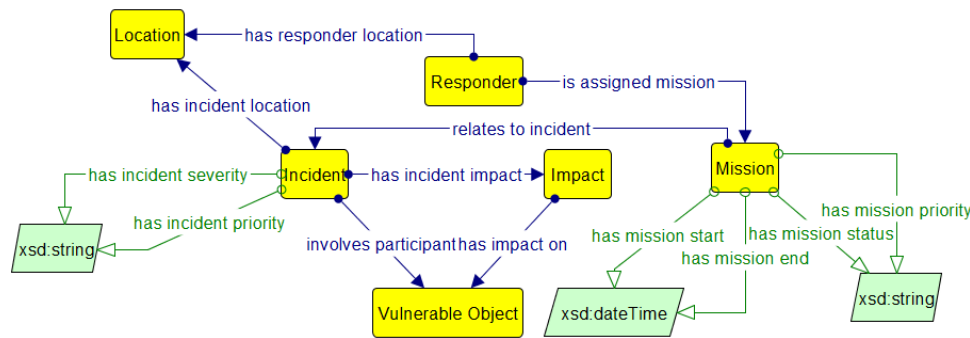 Location
has responder location
Responder
is assigned mission
has incident location
relates to incident
has incident severity
Incident
has incident impact
Impact
Mission
has incident priority
has mission priority
xsd:string
involves participant
has impact on
has mission start
has mission status
has mission end
Vulnerable Object
xsd:dateTime
xsd:string